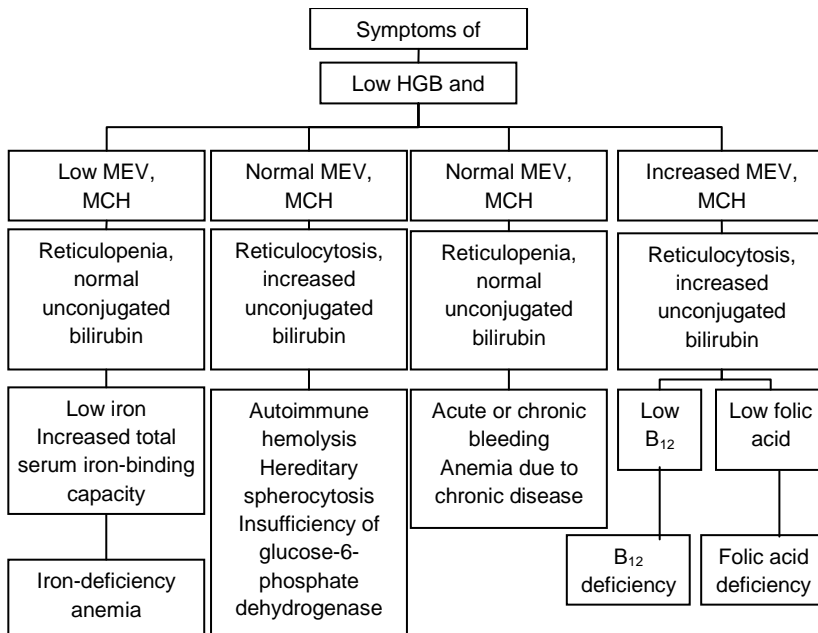 Symptoms of
Low HGB and
Low MEV,
MCH
Normal MEV,
MCH
Normal MEV,
MCH
Increased MEV,
MCH
Reticulopenia,
normal
unconjugated
bilirubin
Reticulocytosis,
increased
unconjugated
bilirubin
Reticulopenia,
normal
unconjugated
bilirubin
Reticulocytosis,
increased
unconjugated
bilirubin
Low iron
Increased total
serum iron-binding
capacity
Autoimmune
hemolysis
Hereditary
spherocytosis
Insufficiency of
glucose-6-
phosphate
dehydrogenase
Acute or chronic
bleeding
Anemia due to
chronic disease
Low
B₁₂
Low folic
acid
Iron-deficiency
anemia
B₁₂
deficiency
Folic acid
deficiency